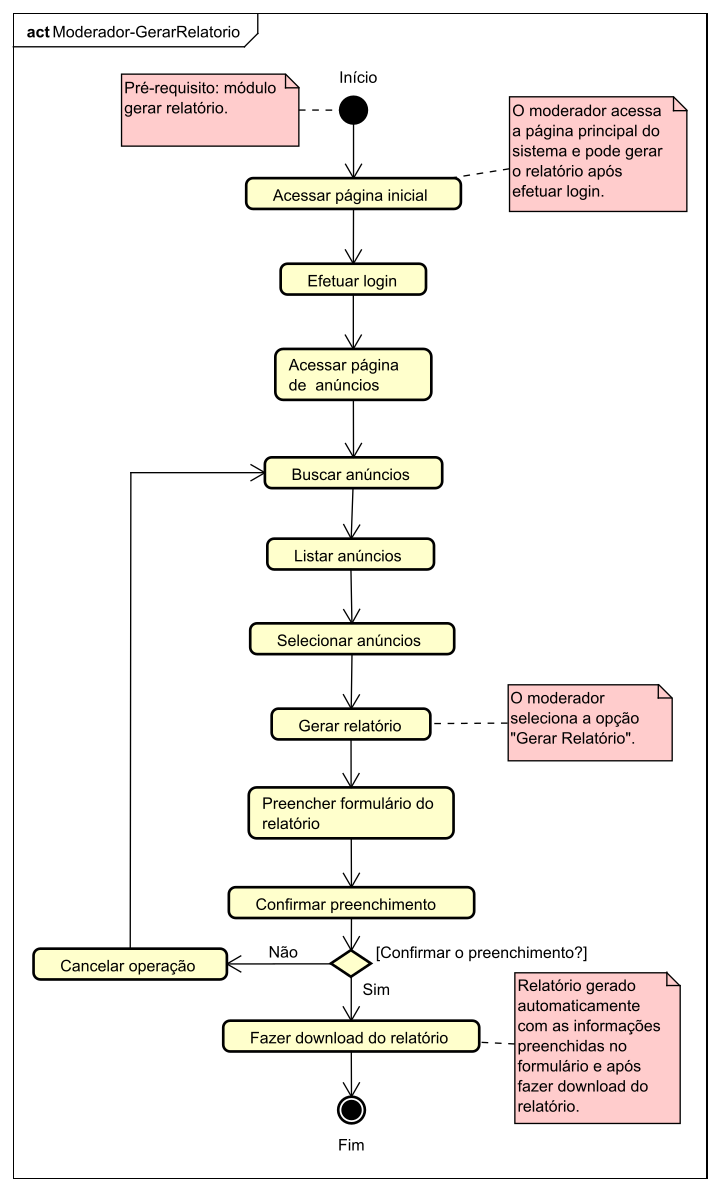 act Moderador-GerarRelatorio
Início
Pré-requisito: módulo
gerar relatório.
O moderador acessa
a página principal do
sistema e pode gerar
o relatório após
efetuar login.
Acessar página inicial
Efetuar login
Acessar página
de anúncios
Buscar anúncios
Listar anúncios
Selecionar anúncios
Gerar relatório
O moderador
seleciona a opção
"Gerar Relatório".
Preencher formulário do
relatório
Confirmar preenchimento
[Confirmar o preenchimento?]
Não
Cancelar operação
Sim
Fazer download do relatório
Relatório gerado
automaticamente
com as informações
preenchidas no
formulário e após
fazer download do
relatório.
Fim